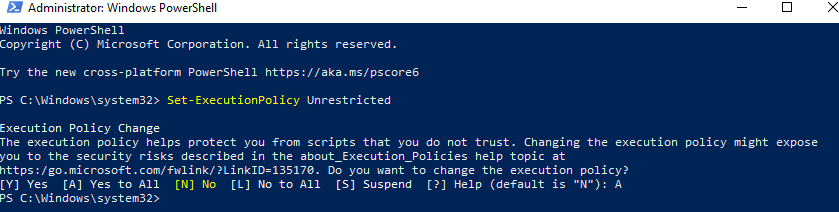 Administrator: Windows PowerShell
Windows PowerShell
Copyright (C) Microsoft Corporation. All rights reserved.
Try the new cross-platform PowerShell https://aka.ms/pscore6
PS C:\Windows\system32> Set-ExecutionPolicy Unrestricted
Execution Policy Change
The execution policy helps protect you from scripts that you do not trust. Changing the execution policy might expose
you to the security risks described in the about_Execution_Policies help topic at
https:/go.microsoft.com/fwlink/?LinkID=135170. Do you want to change the execution policy?
[Y] Yes  [A] Yes to All  [N] No  [L] No to All  [S] Suspend  [?] Help (default is "N"): A
PS C:\Windows\system32>